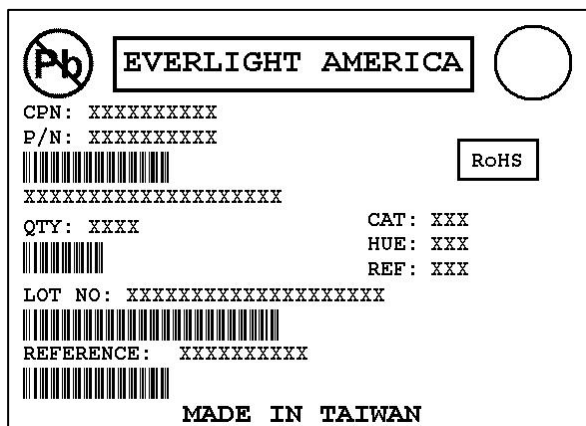 Pb EVERLIGHT AMERICA
CPN: XXXXXXXXXX
P/N: XXXXXXXXXX
RoHS
XXXXXXXXXXXXXXXXXXXX
QTY: XXXX
CAT: XXX
HUE: XXX
REF: XXX
LOT NO: XXXXXXXXXXXXXXXXXXXX
REFERENCE: XXXXXXXXXX
MADE IN TAIWAN